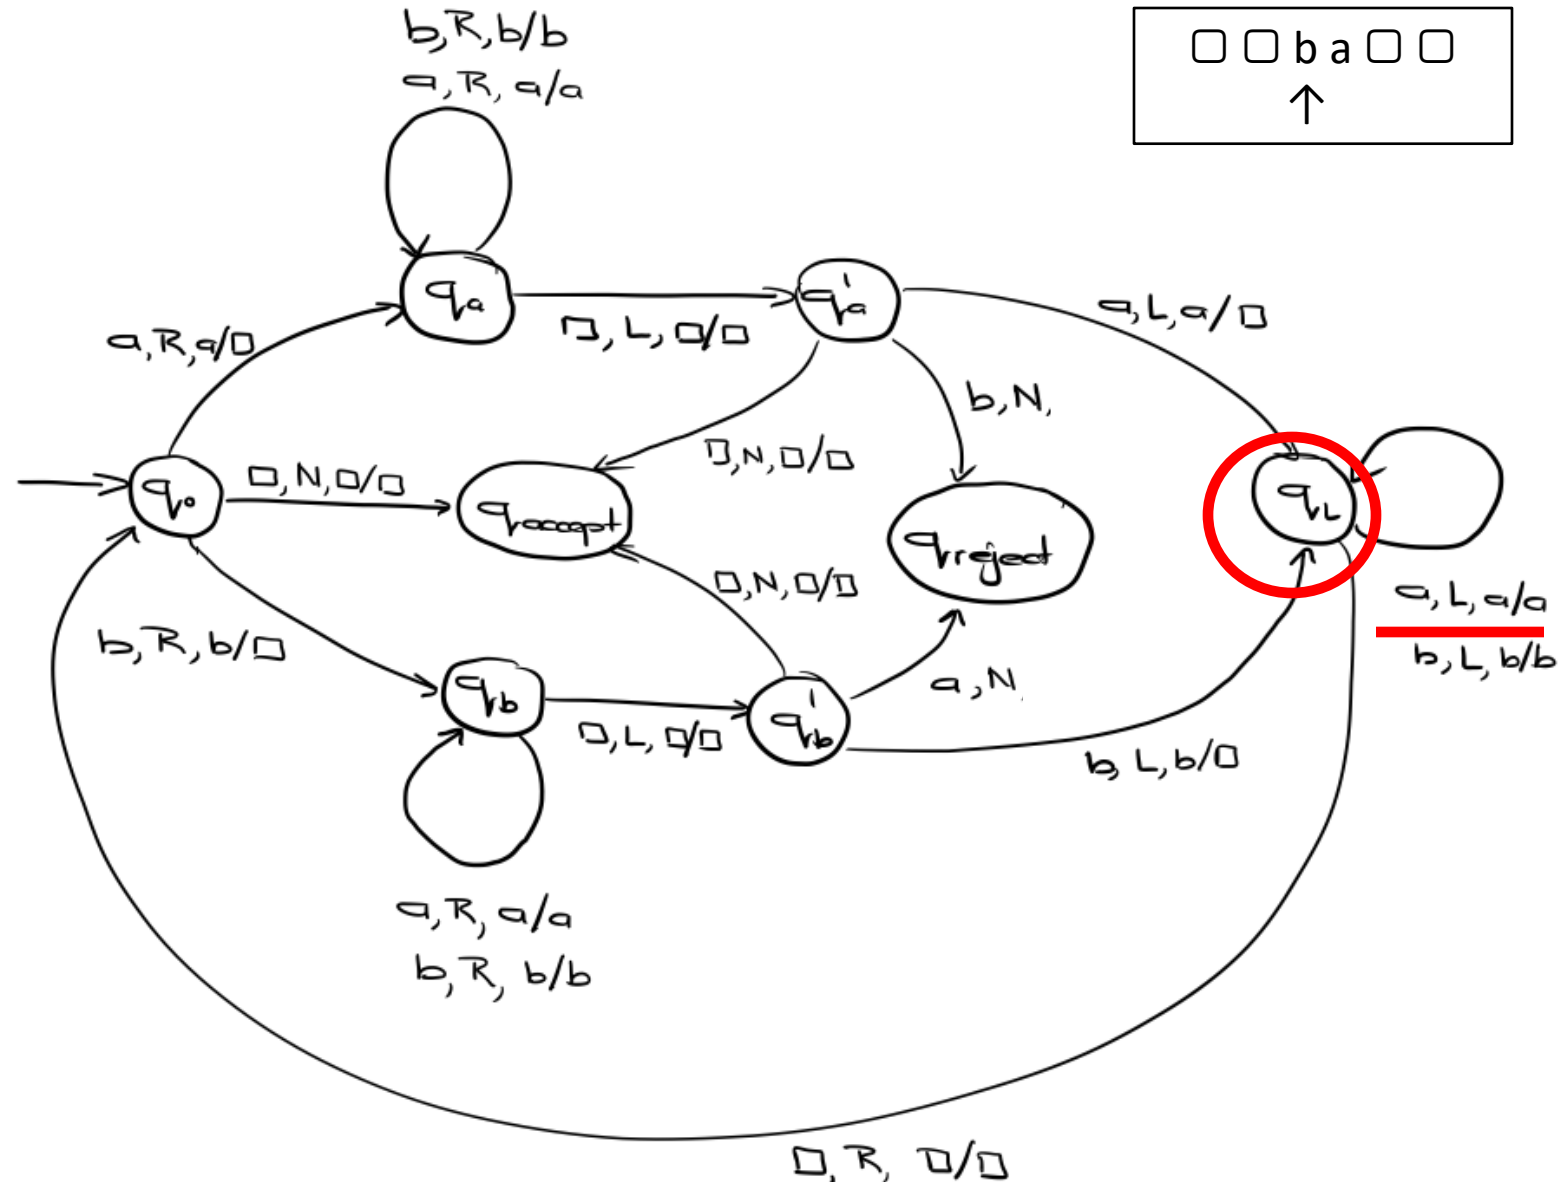 b,R,b/b
a,R,a/a
□ □ b a □ □
↑
qa
q'a
a,L,a/□
a,R,a/□
□,L,□/□
b,N,
□,N,□/□
q0
□,N,□/□
qaccept
qreject
qL
□,N,□/□
a,L,a/a
b,L,b/b
b,R,b/□
qb
q'b
a,N
□,L,□/□
b,L,b/□
a,R,a/a
b,R,b/b
□,R,□/□